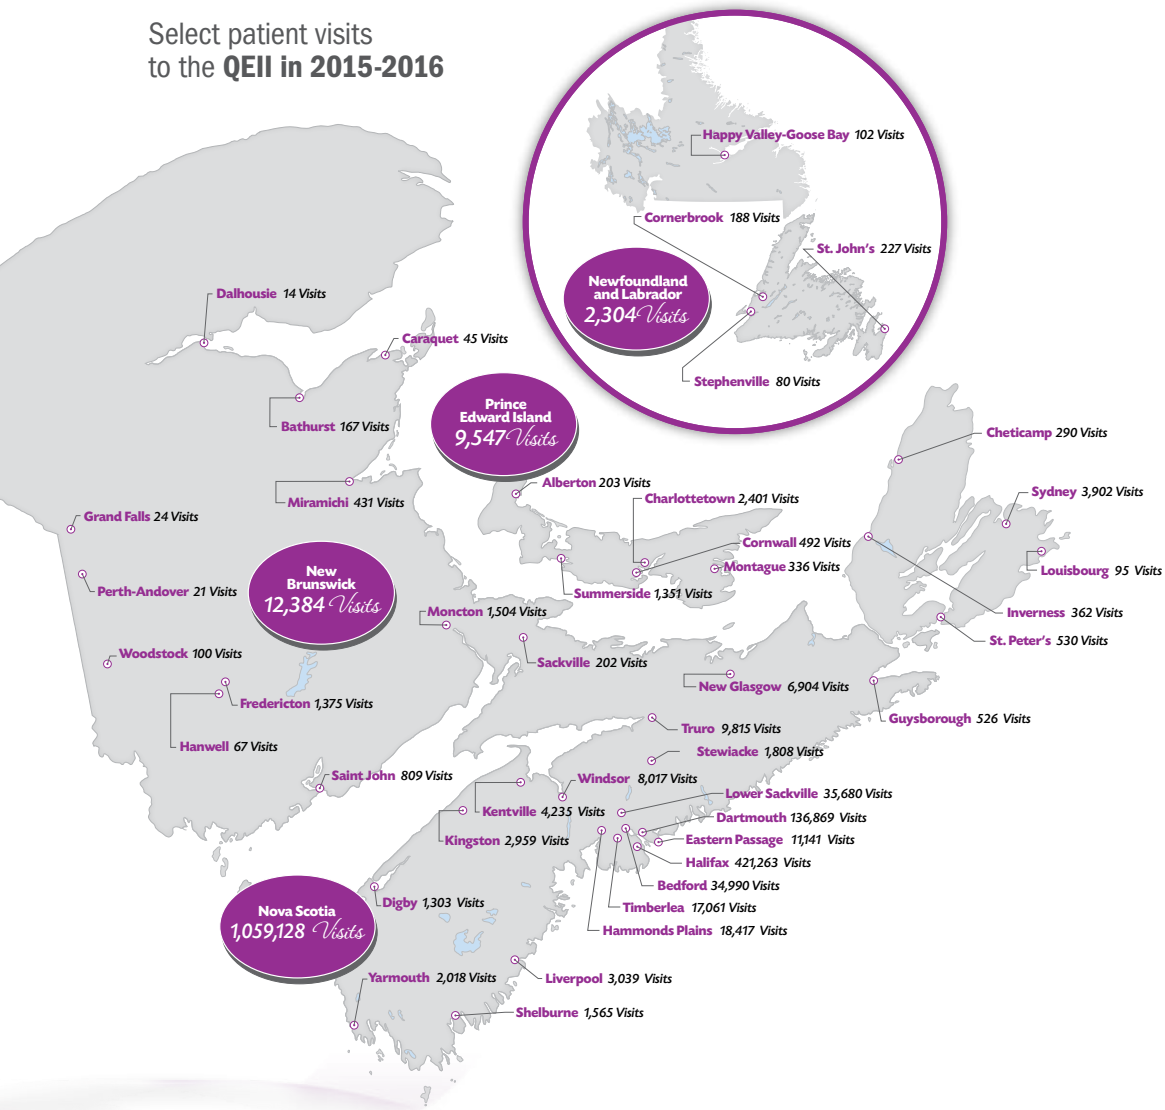 Select patient visits
to the QEII in 2015-2016
Happy Valley-Goose Bay 102 Visits
Cornerbrook 188 Visits
St. John's 227 Visits
Newfoundland
and Labrador
2,304 Visits
Stephenville 80 Visits
Dalhousie 14 Visits
Caraquet 45 Visits
Bathurst 167 Visits
Miramichi 431 Visits
Grand Falls 24 Visits
Perth-Andover 21 Visits
New
Brunswick
12,384 Visits
Moncton 1,504 Visits
Woodstock 100 Visits
Fredericton 1,375 Visits
Hanwell 67 Visits
Saint John 809 Visits
Sackville 202 Visits
Prince
Edward Island
9,547 Visits
Alberton 203 Visits
Charlottetown 2,401 Visits
Cornwall 492 Visits
Montague 336 Visits
Summerside 1,351 Visits
Cheticamp 290 Visits
Sydney 3,902 Visits
Louisbourg 95 Visits
Inverness 362 Visits
St. Peter's 530 Visits
New Glasgow 6,904 Visits
Guysborough 526 Visits
Truro 9,815 Visits
Stewiacke 1,808 Visits
Windsor 8,017 Visits
Lower Sackville 35,680 Visits
Kentville 4,235 Visits
Dartmouth 136,869 Visits
Kingston 2,959 Visits
Eastern Passage 11,141 Visits
Halifax 421,263 Visits
Bedford 34,990 Visits
Digby 1,303 Visits
Timberlea 17,061 Visits
Hammonds Plains 18,417 Visits
Nova Scotia
1,059,128 Visits
Yarmouth 2,018 Visits
Liverpool 3,039 Visits
Shelburne 1,565 Visits